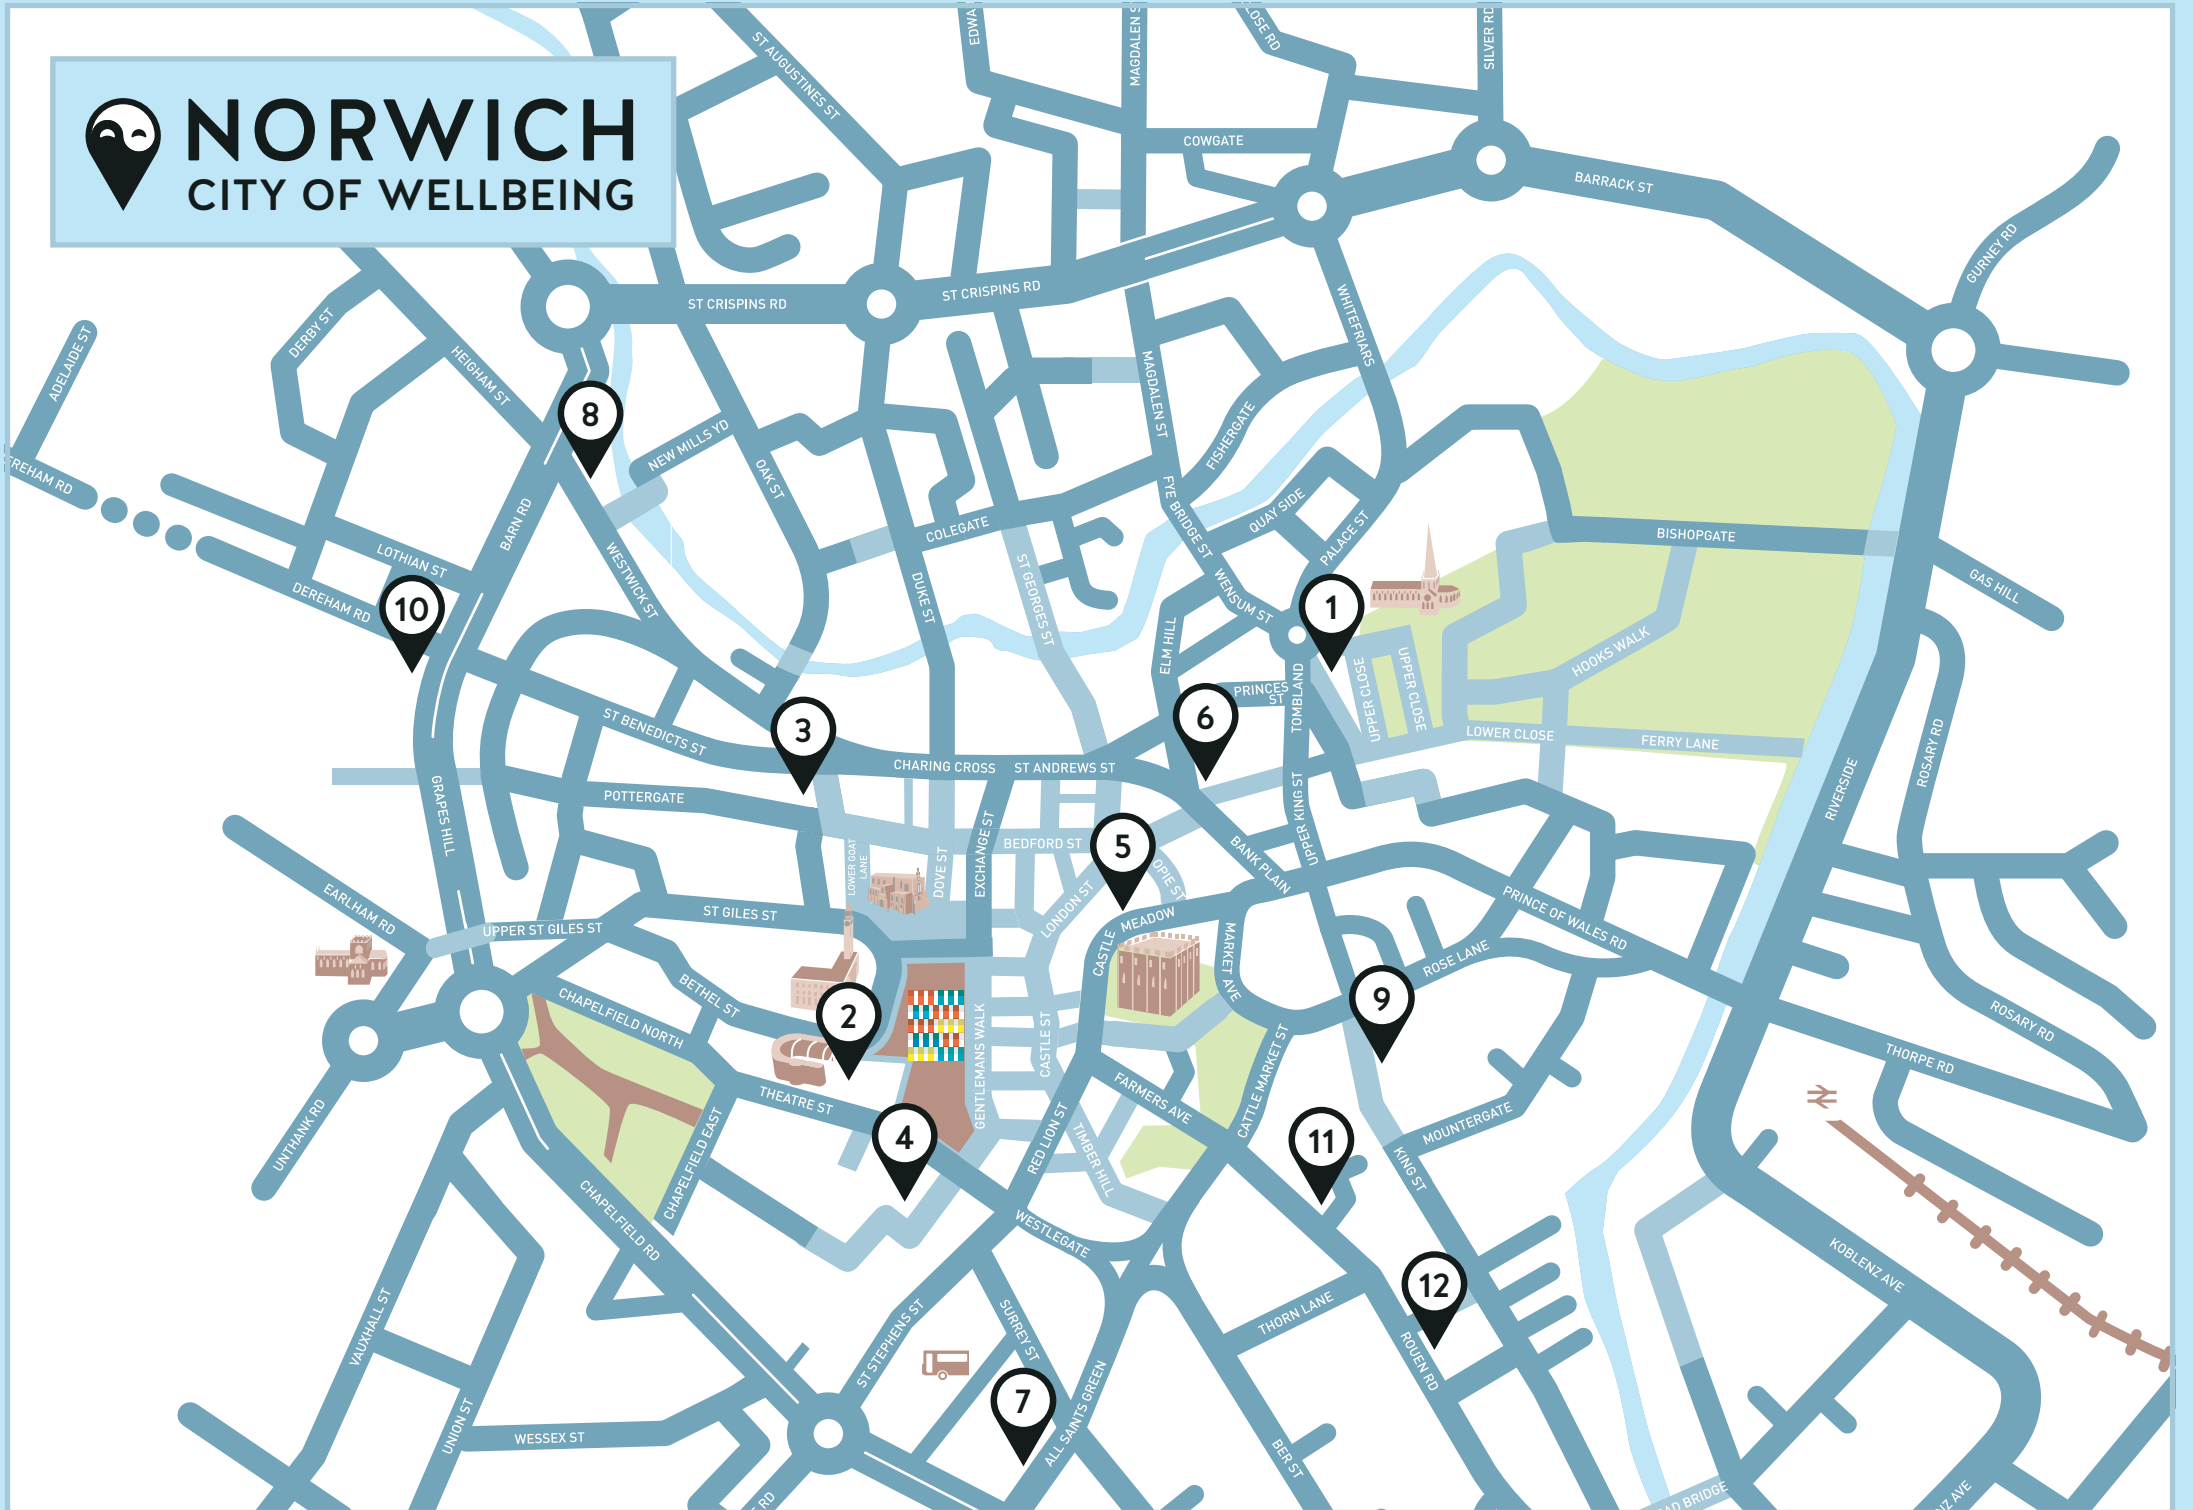 NORWICH
CITY OF WELLBEING
ST AUGUSTINES ST
EDWA
MAGDALEN S
LOSE RD
SILVER RD
COWGATE
BARRACK ST
GURNEY RD
ST CRISPINS RD
ST CRISPINS RD
WHITEFRIARS
DERBY ST
ADELAIDE ST
HEIGHAM ST
8
MAGDALEN ST
FISHERGATE
NEW MILLS YD
OAK ST
EREHAM RD
BARN RD
COLEGATE
FYE BRIDGE ST
QUAY SIDE
PALACE ST
BISHOPGATE
GAS HILL
LOTHIAN ST
DEREHAM RD
10
WESTWICK ST
DUKE ST
ST GEORGES ST
WENSUM ST
1
ELM HILL
HOOKS WALK
UPPER CLOSE
UPPER CLOSE
PRINCES
ST
TOMBLAND
6
3
ST BENEDICTS ST
LOWER CLOSE
FERRY LANE
ROSARY RD
RIVERSIDE
CHARING CROSS
ST ANDREWS ST
POTTERGATE
GRAPES HILL
UPPER KING ST
LOWER GOAT
LANE
DOVE ST
EXCHANGE ST
BEDFORD ST
5
OPIE ST
BANK PLAIN
LONDON ST
EARLHAM RD
UPPER ST GILES ST
ST GILES ST
CASTLE
MEADOW
MARKET AVE
PRINCE OF WALES RD
ROSE LANE
9
BETHEL ST
CHAPELFIELD NORTH
2
GENTLEMANS WALK
CASTLE ST
ROSARY RD
THORPE RD
UNTHANK RD
THEATRE ST
4
CHAPELFIELD EAST
RED LION ST
TIMBER HILL
FARMERS AVE
CATTLE MARKET ST
11
MOUNTERGATE
KING ST
CHAPELFIELD RD
WESTLEGATE
KOBLENZ AVE
12
THORN LANE
ROUEN RD
VAUXHALL ST
SURREY ST
ST STEPHENS ST
7
ALL SAINTS GREEN
UNION ST
WESSEX ST
BER ST
S RD
AD BRIDGE
NZ AVE